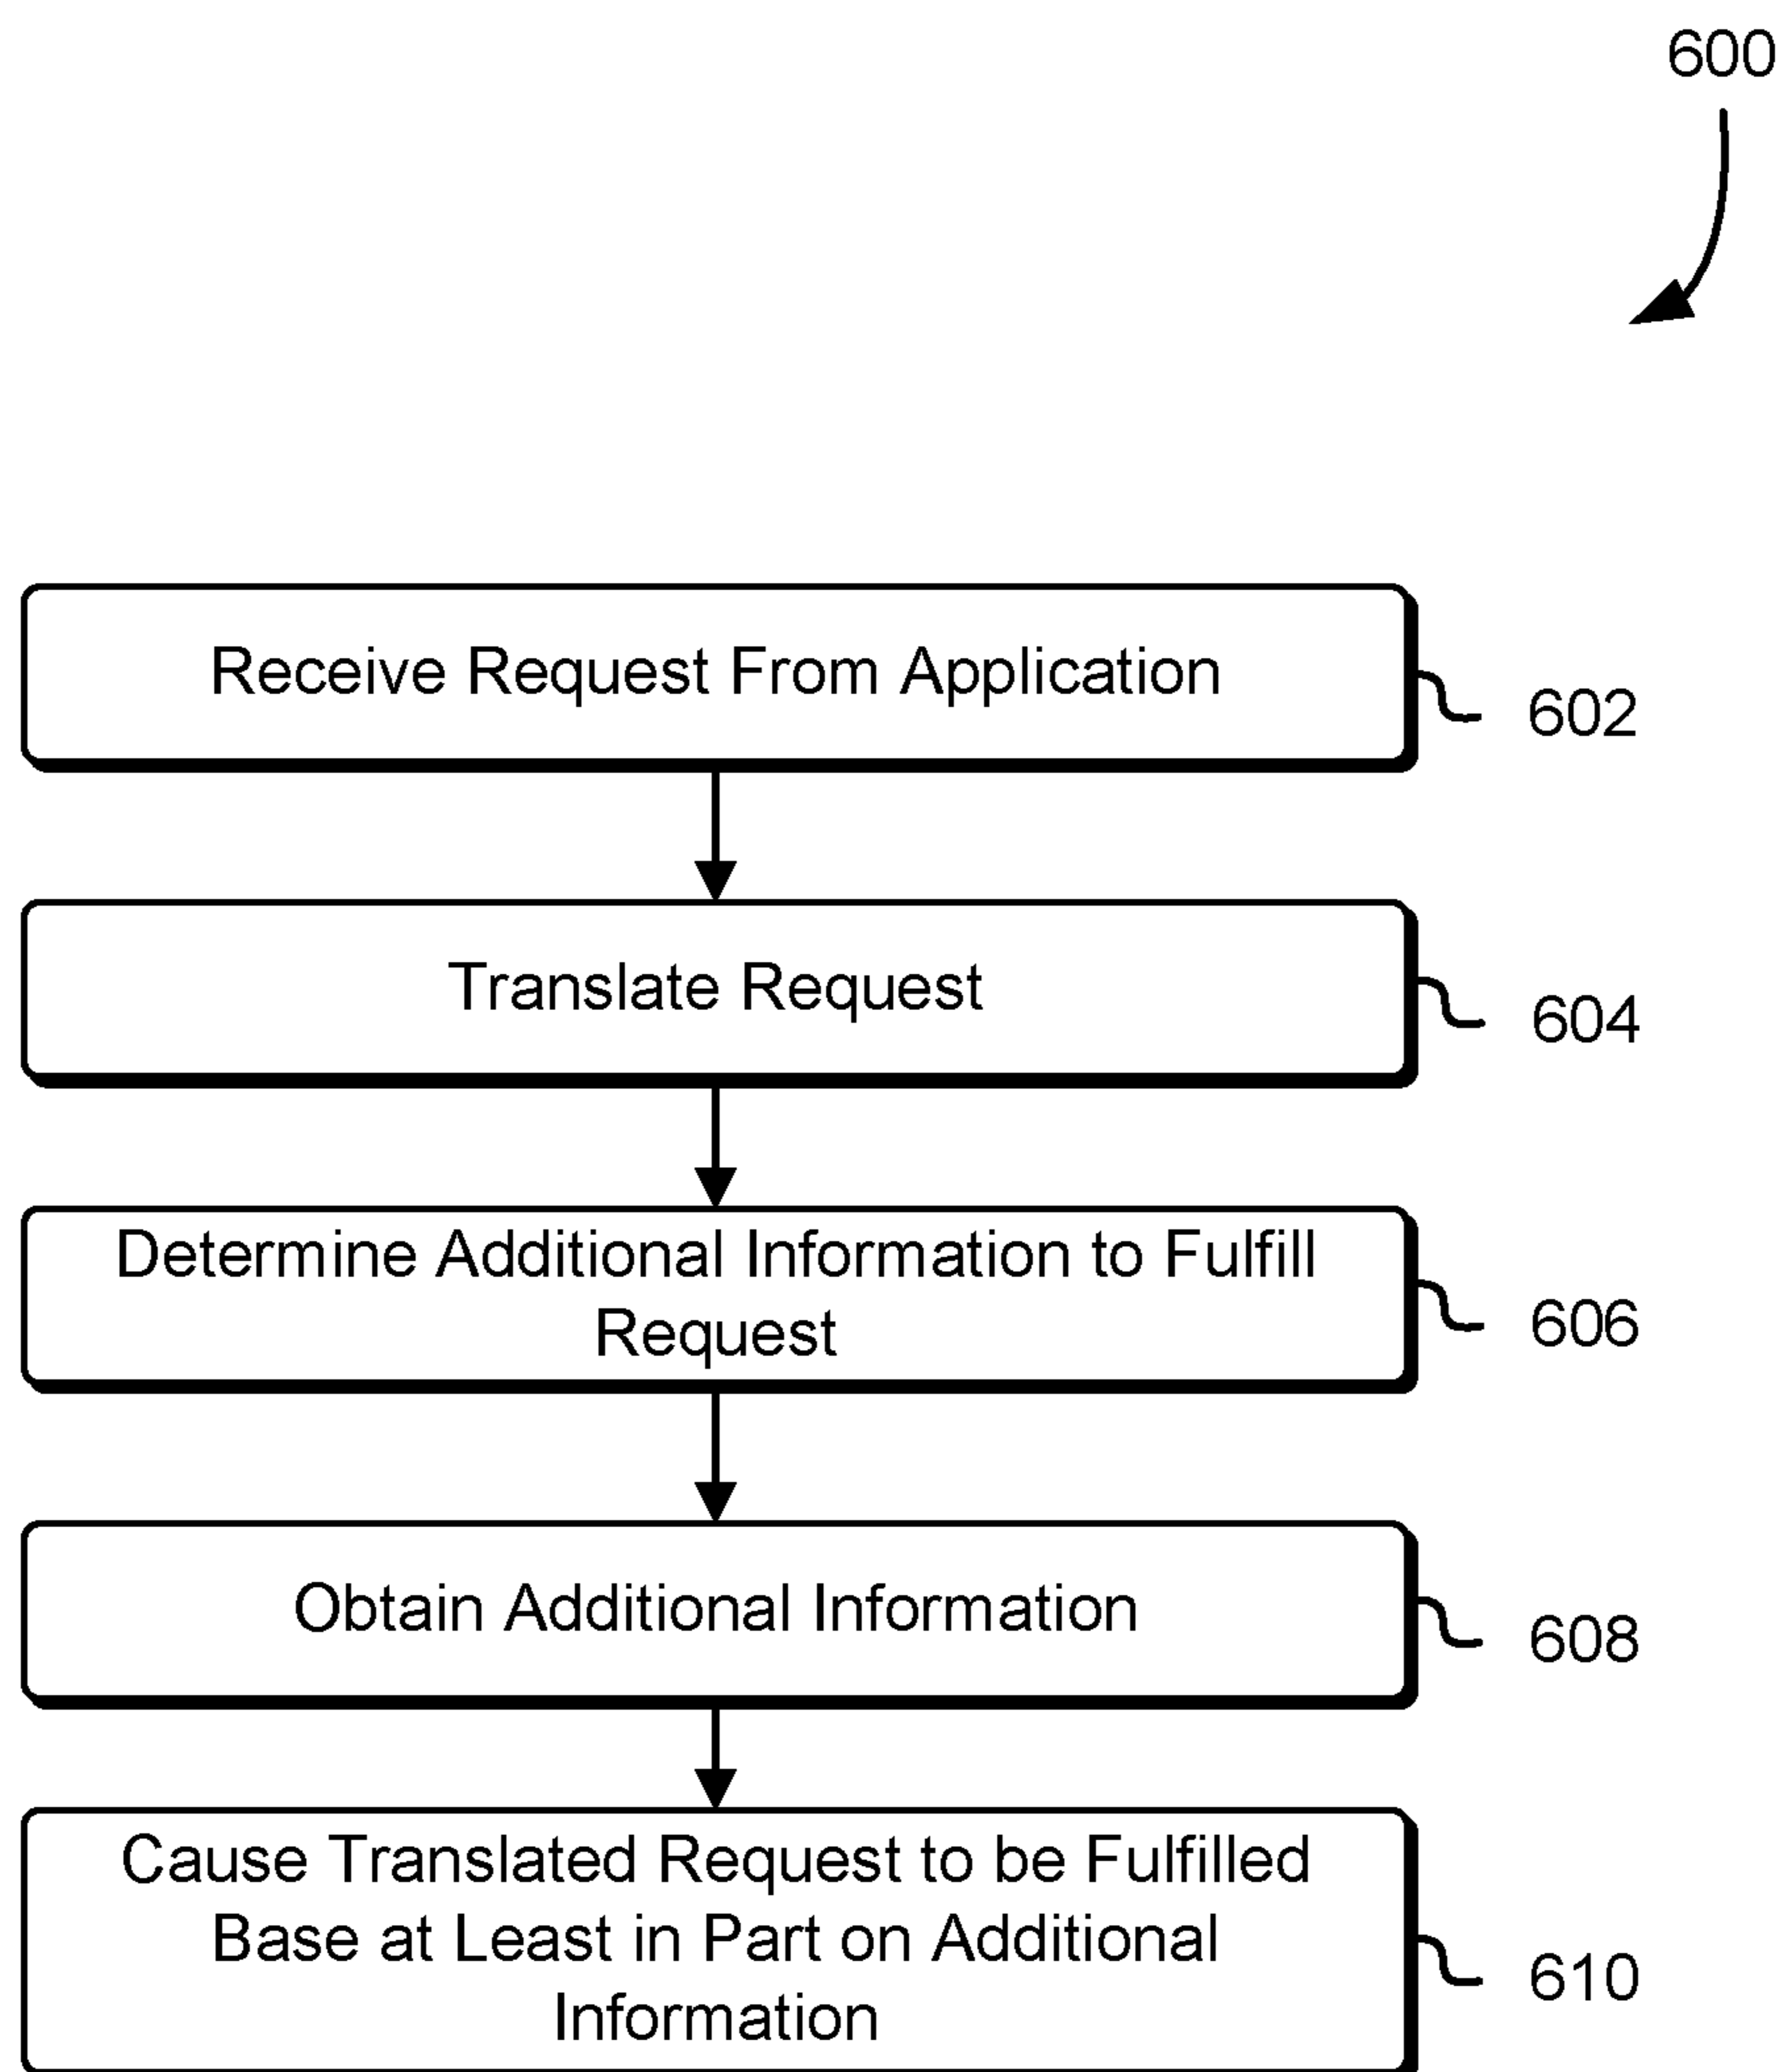 600
Receive Request From Application
602
Translate Request
604
Determine Additional Information to Fulfill
Request
606
Obtain Additional Information
608
Cause Translated Request to be Fulfilled
Base at Least in Part on Additional
Information
610